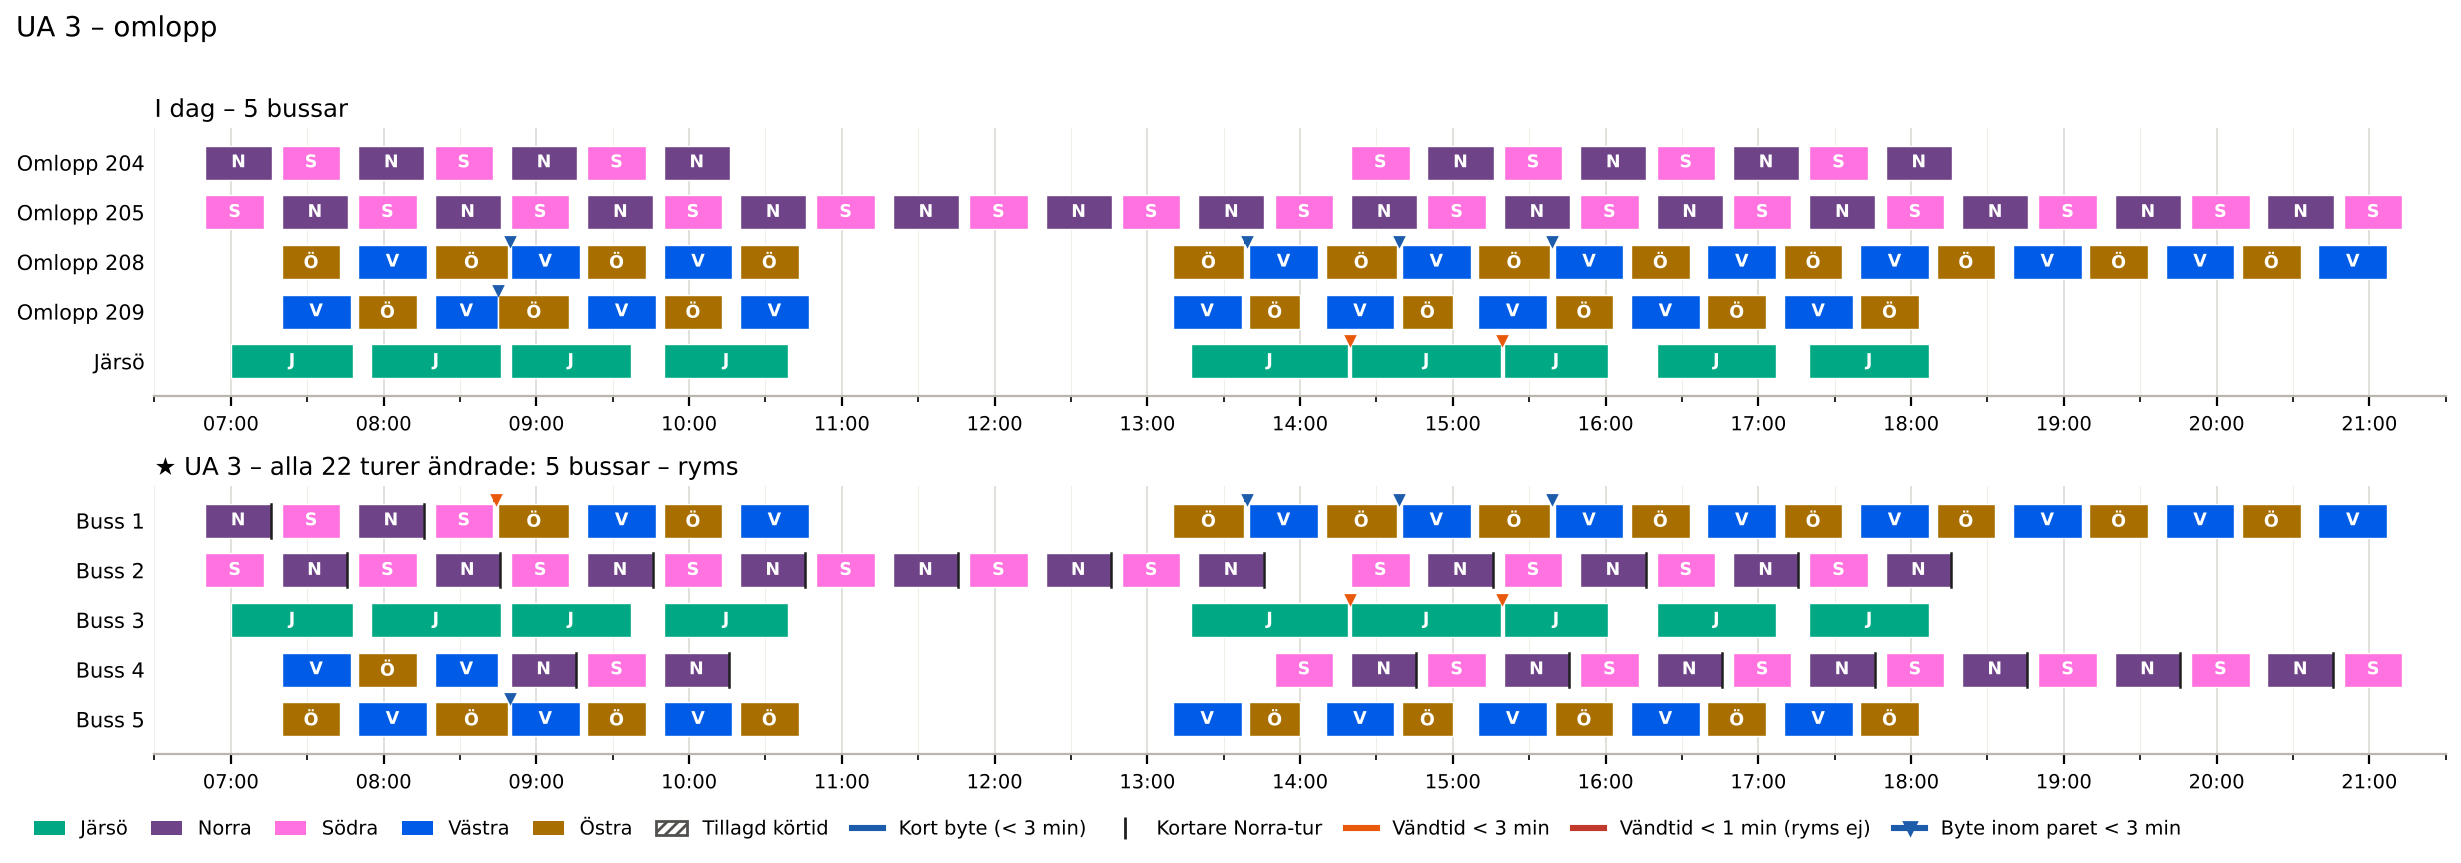 UA 3 – omlopp
I dag – 5 bussar
Omlopp 204 N S N S N S N S N S N S N S N
Omlopp 205 S N S N S N S N S N S N S N S N S N S N S N S N S N S N S
Omlopp 208 Ö V Ö V Ö V Ö Ö V Ö V Ö V Ö V Ö V Ö V Ö V Ö V
Omlopp 209 V Ö V Ö V Ö V V Ö V Ö V Ö V Ö V Ö
Järsö J J J J J J J J J
07:00 08:00 09:00 10:00 11:00 12:00 13:00 14:00 15:00 16:00 17:00 18:00 19:00 20:00 21:00
★ UA 3 – alla 22 turer ändrade: 5 bussar – ryms
Buss 1 N S N S Ö V Ö V Ö V Ö V Ö V Ö V Ö V Ö V Ö V Ö V
Buss 2 S N S N S N S N S N S N S N S N S N S N S N
Buss 3 J J J J J J J J J
Buss 4 V Ö V N S N S N S N S N S N S N S N S N S
Buss 5 Ö V Ö V Ö V Ö V Ö V Ö V Ö V Ö V Ö
07:00 08:00 09:00 10:00 11:00 12:00 13:00 14:00 15:00 16:00 17:00 18:00 19:00 20:00 21:00
Järsö Norra Södra Västra Östra Tillagd körtid Kort byte (< 3 min) Kortare Norra-tur Vändtid < 3 min Vändtid < 1 min (ryms ej) Byte inom paret < 3 min